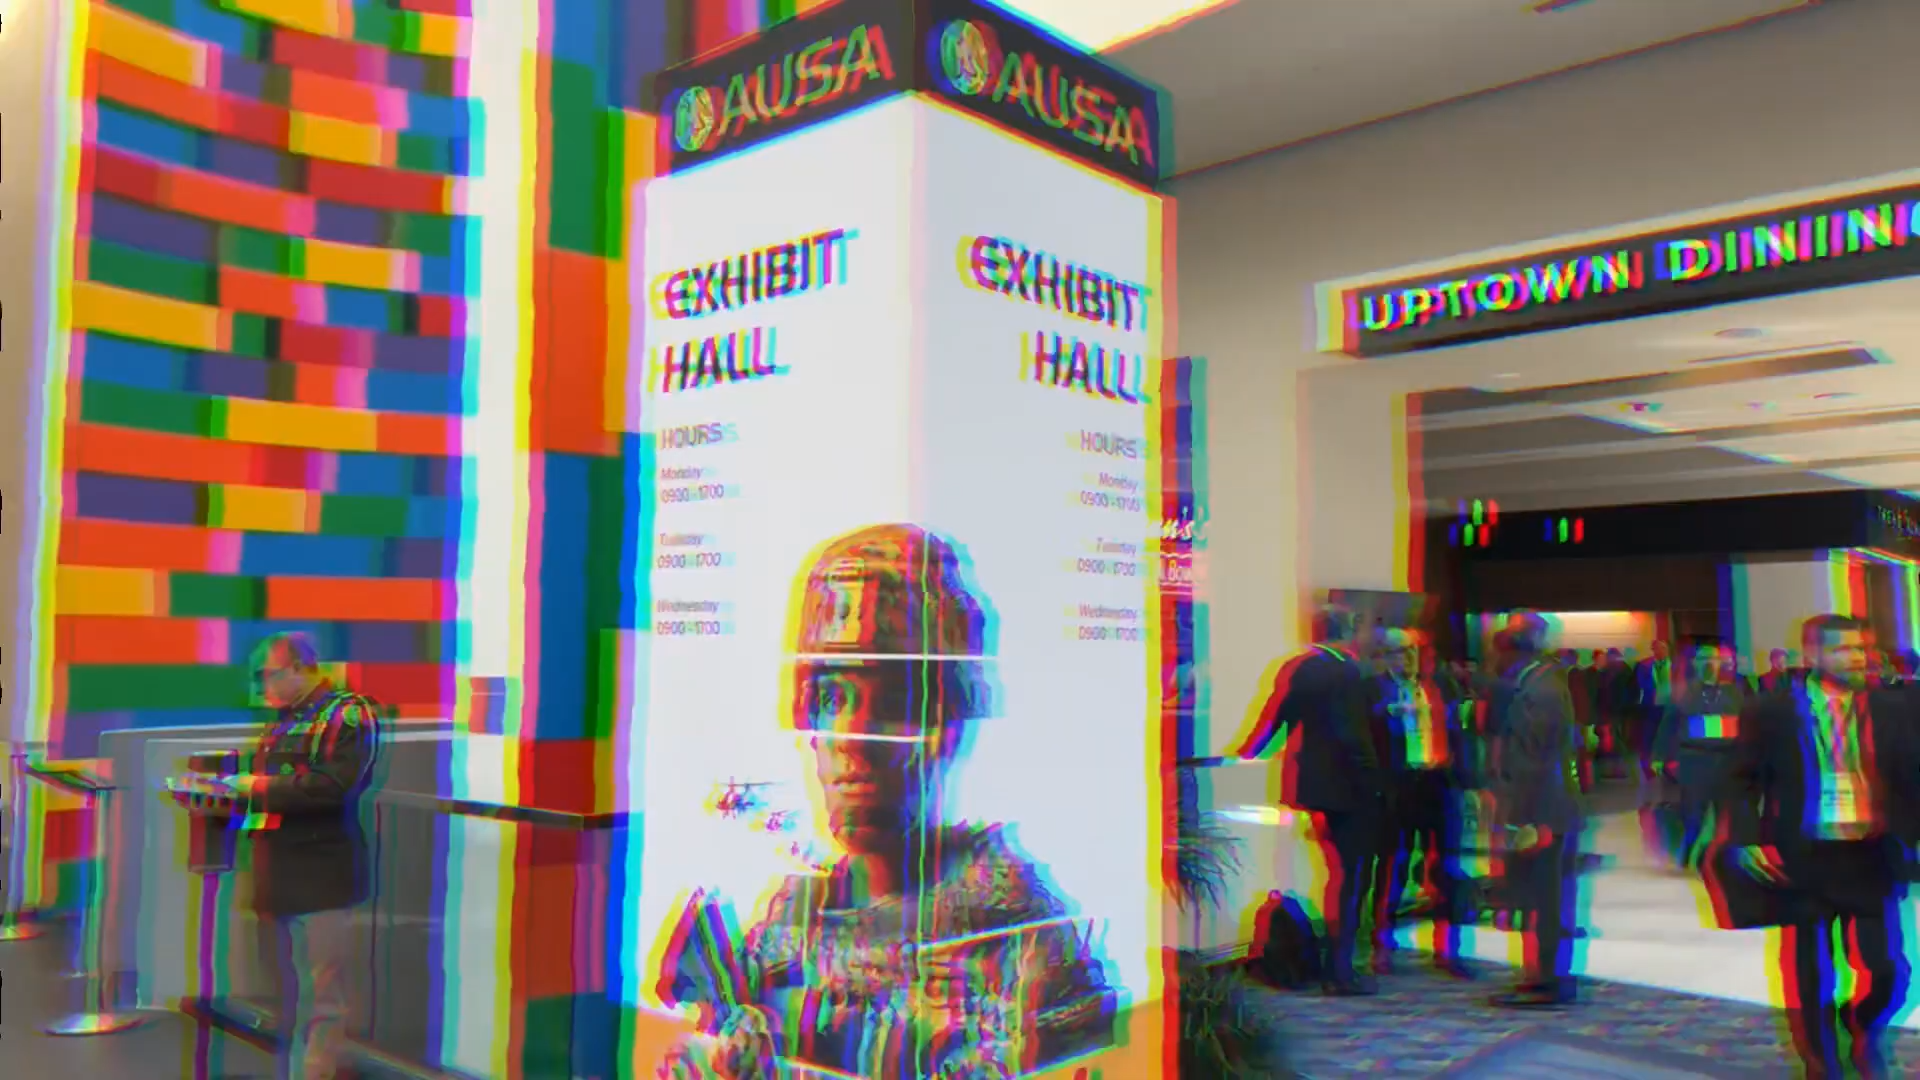 AUSA
AUSA
EXHIBIT
HALL
HOURS
Monday
0900 - 1700
Tuesday
0900 - 1700
Wednesday
0900 - 1700
EXHIBIT
HALL
HOURS
Monday
0900 - 1700
Tuesday
0900 - 1700
Wednesday
0900 - 1700
UPTOWN DINING